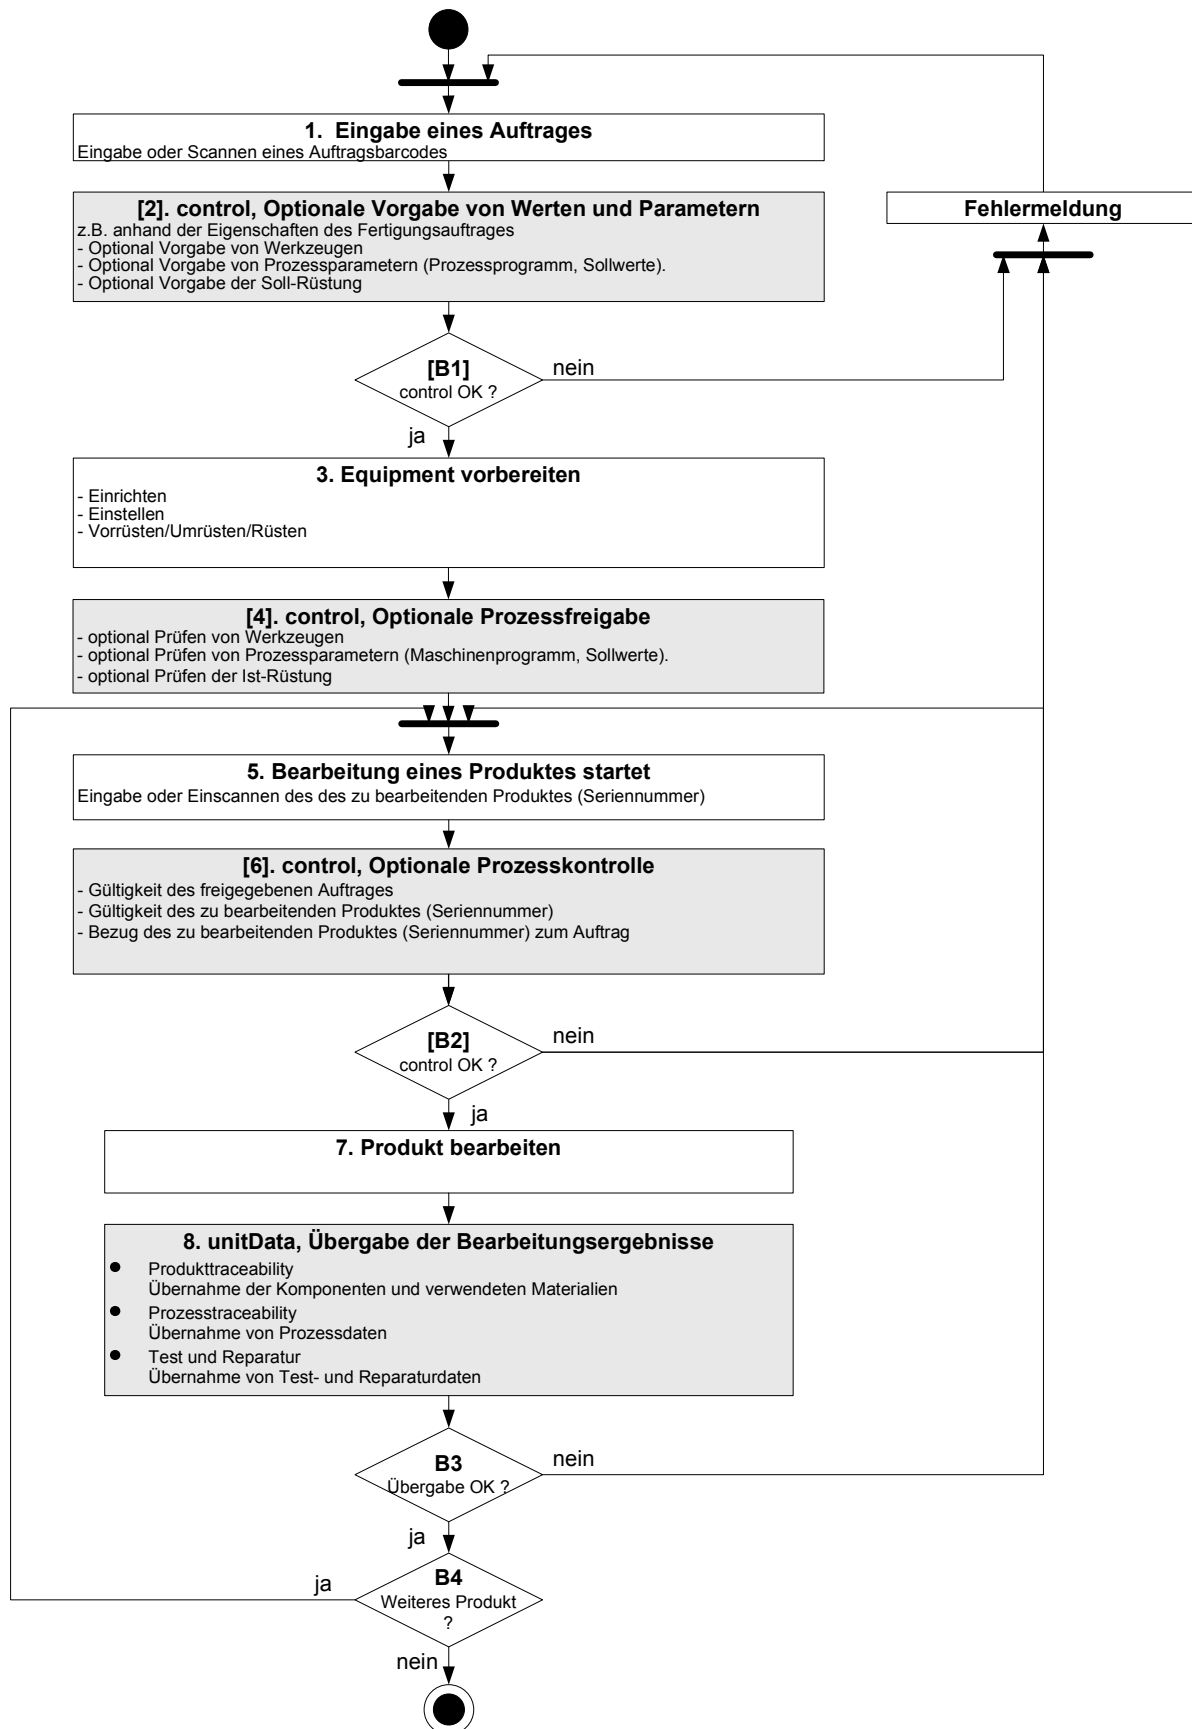 1. Eingabe eines Auftrages
Eingabe oder Scannen eines Auftragsbarcodes
[2]. control, Optionale Vorgabe von Werten und Parametern
z.B. anhand der Eigenschaften des Fertigungsauftrages
- Optional Vorgabe von Werkzeugen
- Optional Vorgabe von Prozessparametern (Prozessprogramm, Sollwerte).
- Optional Vorgabe der Soll-Rüstung
Fehlermeldung
[B1]
control OK ?
nein
ja
3. Equipment vorbereiten
- Einrichten
- Einstellen
- Vorrüsten/Umrüsten/Rüsten
[4]. control, Optionale Prozessfreigabe
- optional Prüfen von Werkzeugen
- optional Prüfen von Prozessparametern (Maschinenprogramm, Sollwerte).
- optional Prüfen der Ist-Rüstung
5. Bearbeitung eines Produktes startet
Eingabe oder Einscannen des des zu bearbeitenden Produktes (Seriennummer)
[6]. control, Optionale Prozesskontrolle
- Gültigkeit des freigegebenen Auftrages
- Gültigkeit des zu bearbeitenden Produktes (Seriennummer)
- Bezug des zu bearbeitenden Produktes (Seriennummer) zum Auftrag
[B2]
control OK ?
nein
ja
7. Produkt bearbeiten
8. unitData, Übergabe der Bearbeitungsergebnisse
● Produkttraceability
Übernahme der Komponenten und verwendeten Materialien
● Prozesstraceability
Übernahme von Prozessdaten
● Test und Reparatur
Übernahme von Test- und Reparaturdaten
B3
Übergabe OK ?
nein
ja
B4
Weiteres Produkt
?
ja
nein